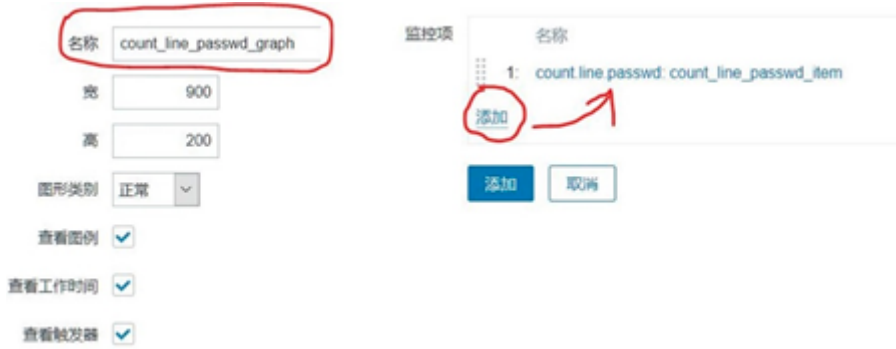 名称 count_line_passwd_graph
宽 900
高 200
图形类别 正常
查看图例
查看工作时间
查看触发器
监控项 名称
1: count.line.passwd: count_line_passwd_item
添加
添加 取消